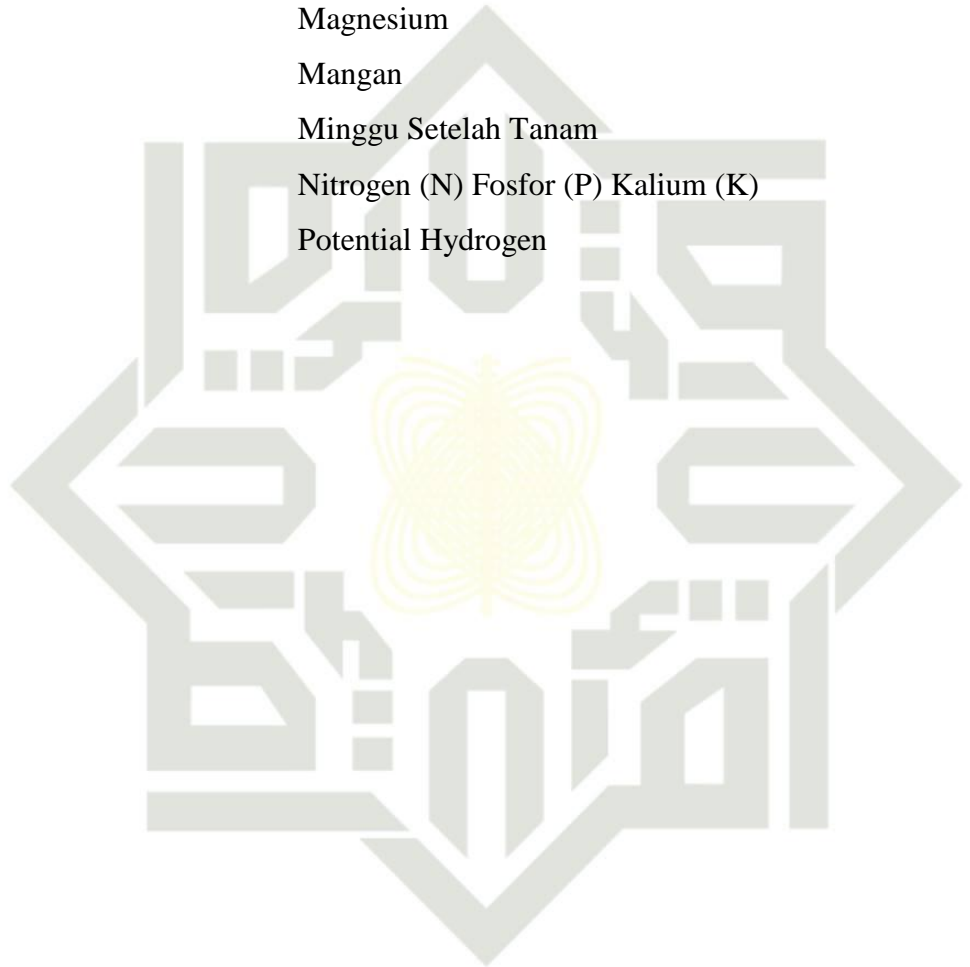 Magnesium
Mangan
Minggu Setelah Tanam
Nitrogen (N) Fosfor (P) Kalium (K)
Potential Hydrogen